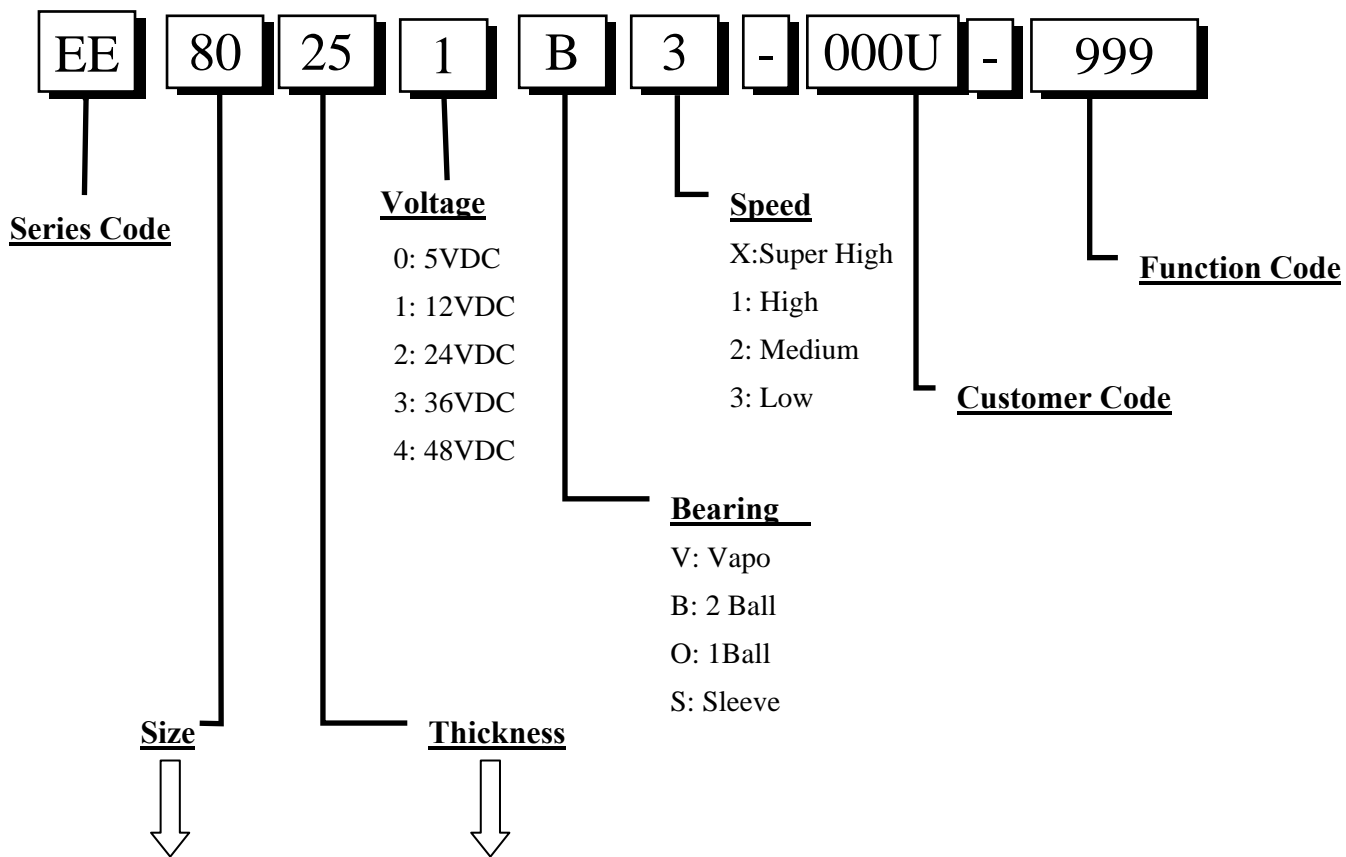 EE 80 25 1 B 3 - 000U - 999
Series Code
Voltage
0: 5VDC
1: 12VDC
2: 24VDC
3: 36VDC
4: 48VDC
Speed
X:Super High
1: High
2: Medium
3: Low
Function Code
Customer Code
Bearing
V: Vapo
B: 2 Ball
O: 1Ball
S: Sleeve
Size
Thickness